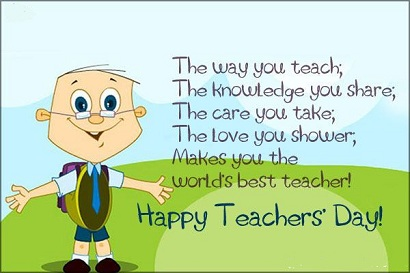 The way you teach;
The knowledge you share;
The care you take;
The love you shower;
Makes you the
world's best teacher!
Happy Teachers' Day!